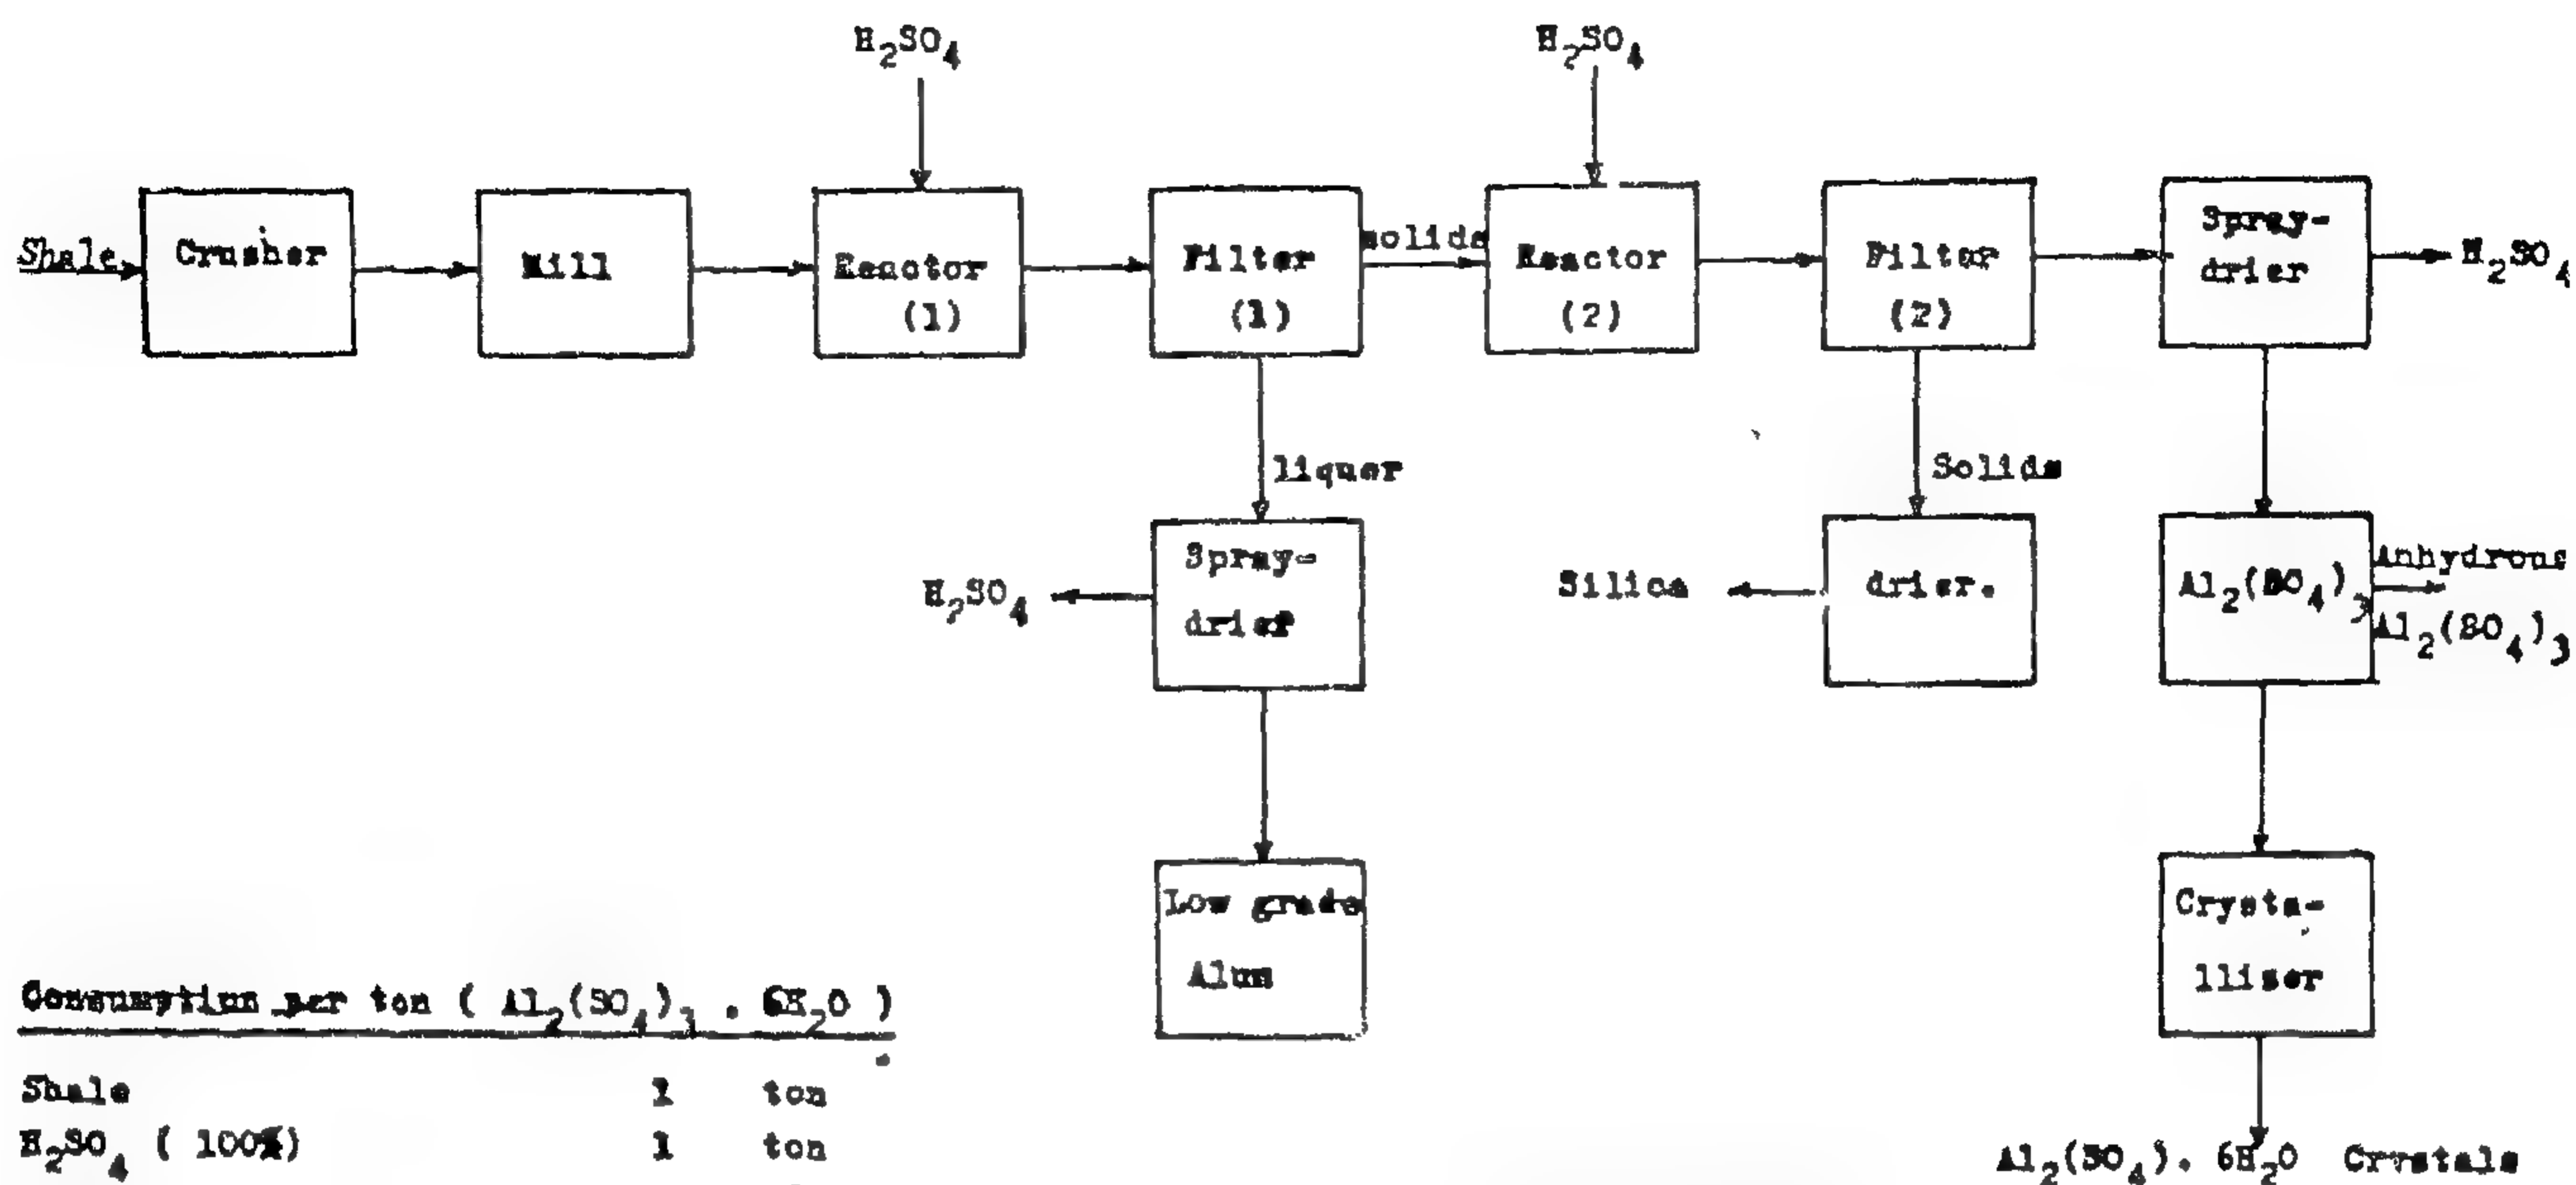 H₂SO₄
H₂SO₄
Shale
Crusher
Mill
Reactor
(1)
Filter
(1)
solids
Reactor
(2)
Filter
(2)
Spray-
drier
H₂SO₄
liquer
Solids
H₂SO₄
Spray-
drier
Silica
drier.
Al₂(SO₄)₃
Anhydrous
Al₂(SO₄)₃
Low grade
Alum
Crysta-
lliser
Consumption per ton ( Al₂(SO₄)₃ . 6H₂O )
Shale 1 ton
H₂SO₄ ( 100%) 1 ton
Al₂(SO₄). 6H₂O Crystals